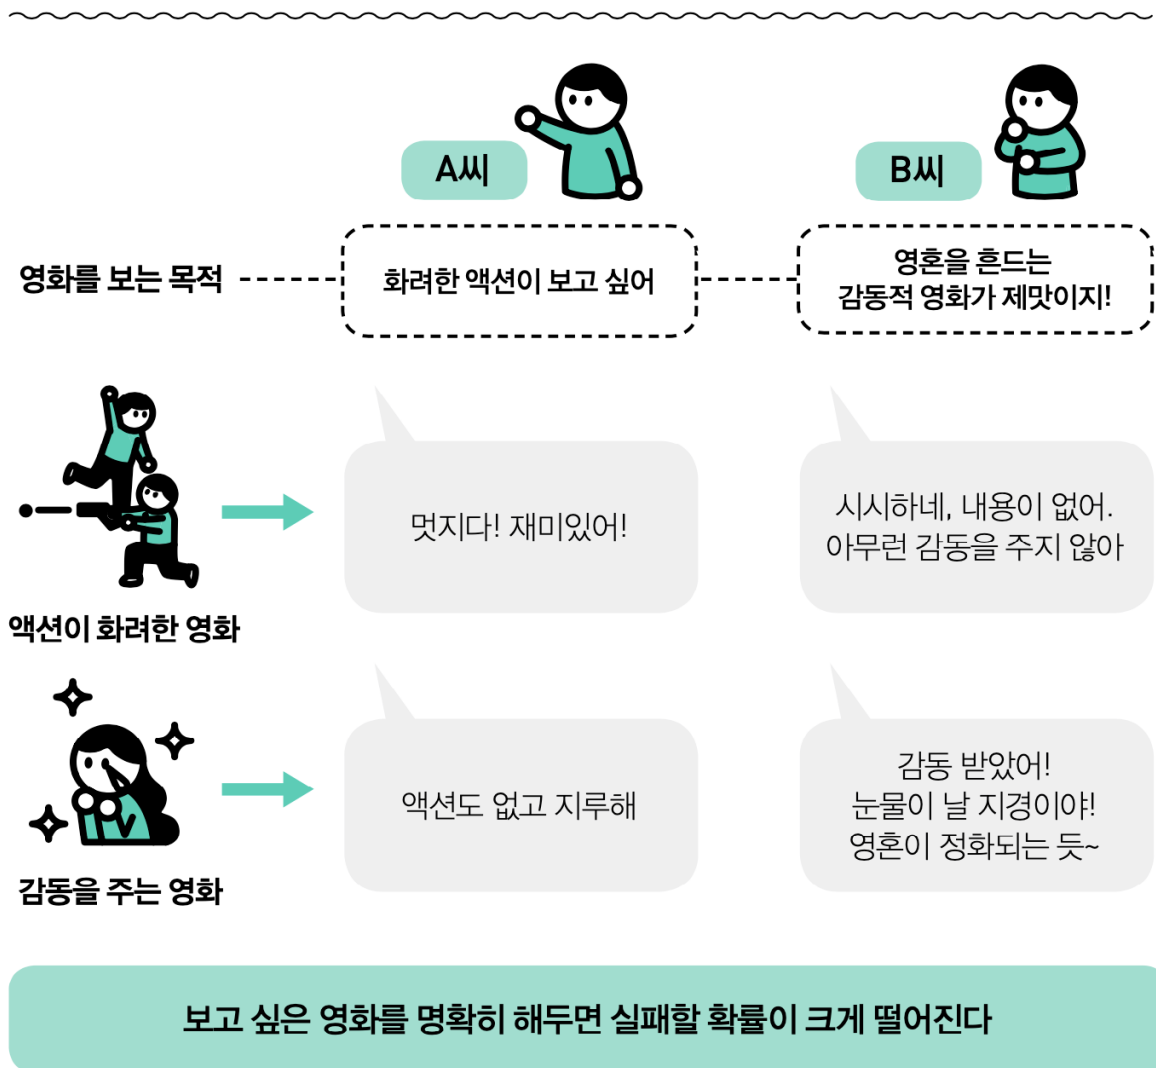 A씨
B씨
영화를 보는 목적
화려한 액션이 보고 싶어
영혼을 흔드는
감동적 영화가 제맛이지!
멋지다! 재미있어!
시시하네, 내용이 없어.
아무런 감동을 주지 않아
액션이 화려한 영화
액션도 없고 지루해
감동 받았어!
눈물이 날 지경이야!
영혼이 정화되는 듯~
감동을 주는 영화
보고 싶은 영화를 명확히 해두면 실패할 확률이 크게 떨어진다